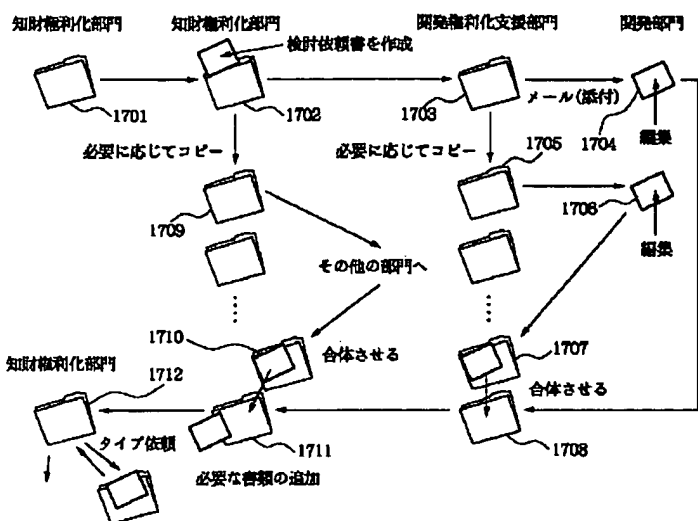 知財権利化部門
知財権利化部門
開発権利化支援部門
開発部門
検討依頼書を作成
1701
1702
1703
メール(添付)
1704
編集
必要に応じてコピー
必要に応じてコピー
1705
1706
編集
1709
その他の部門へ
1710
合体させる
1707
合体させる
知財権利化部門
1712
タイプ依頼
1711
1708
必要な書類の追加